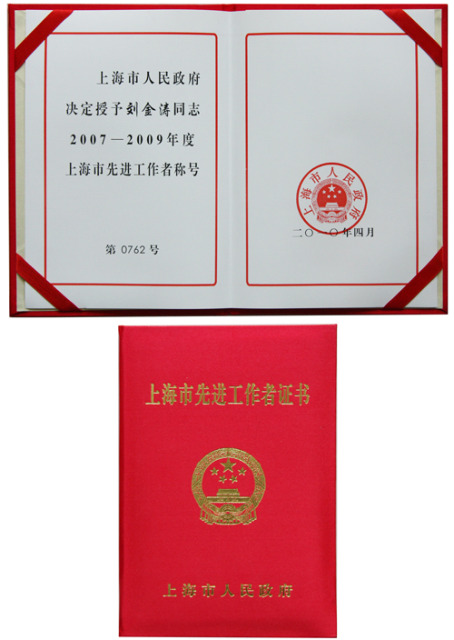 上海市人民政府
决定授予刘金涛同志
2007—2009年度
上海市先进工作者称号
第 0762 号
上海市人民政府
二〇一〇年四月
上海市先进工作者证书
上海市人民政府